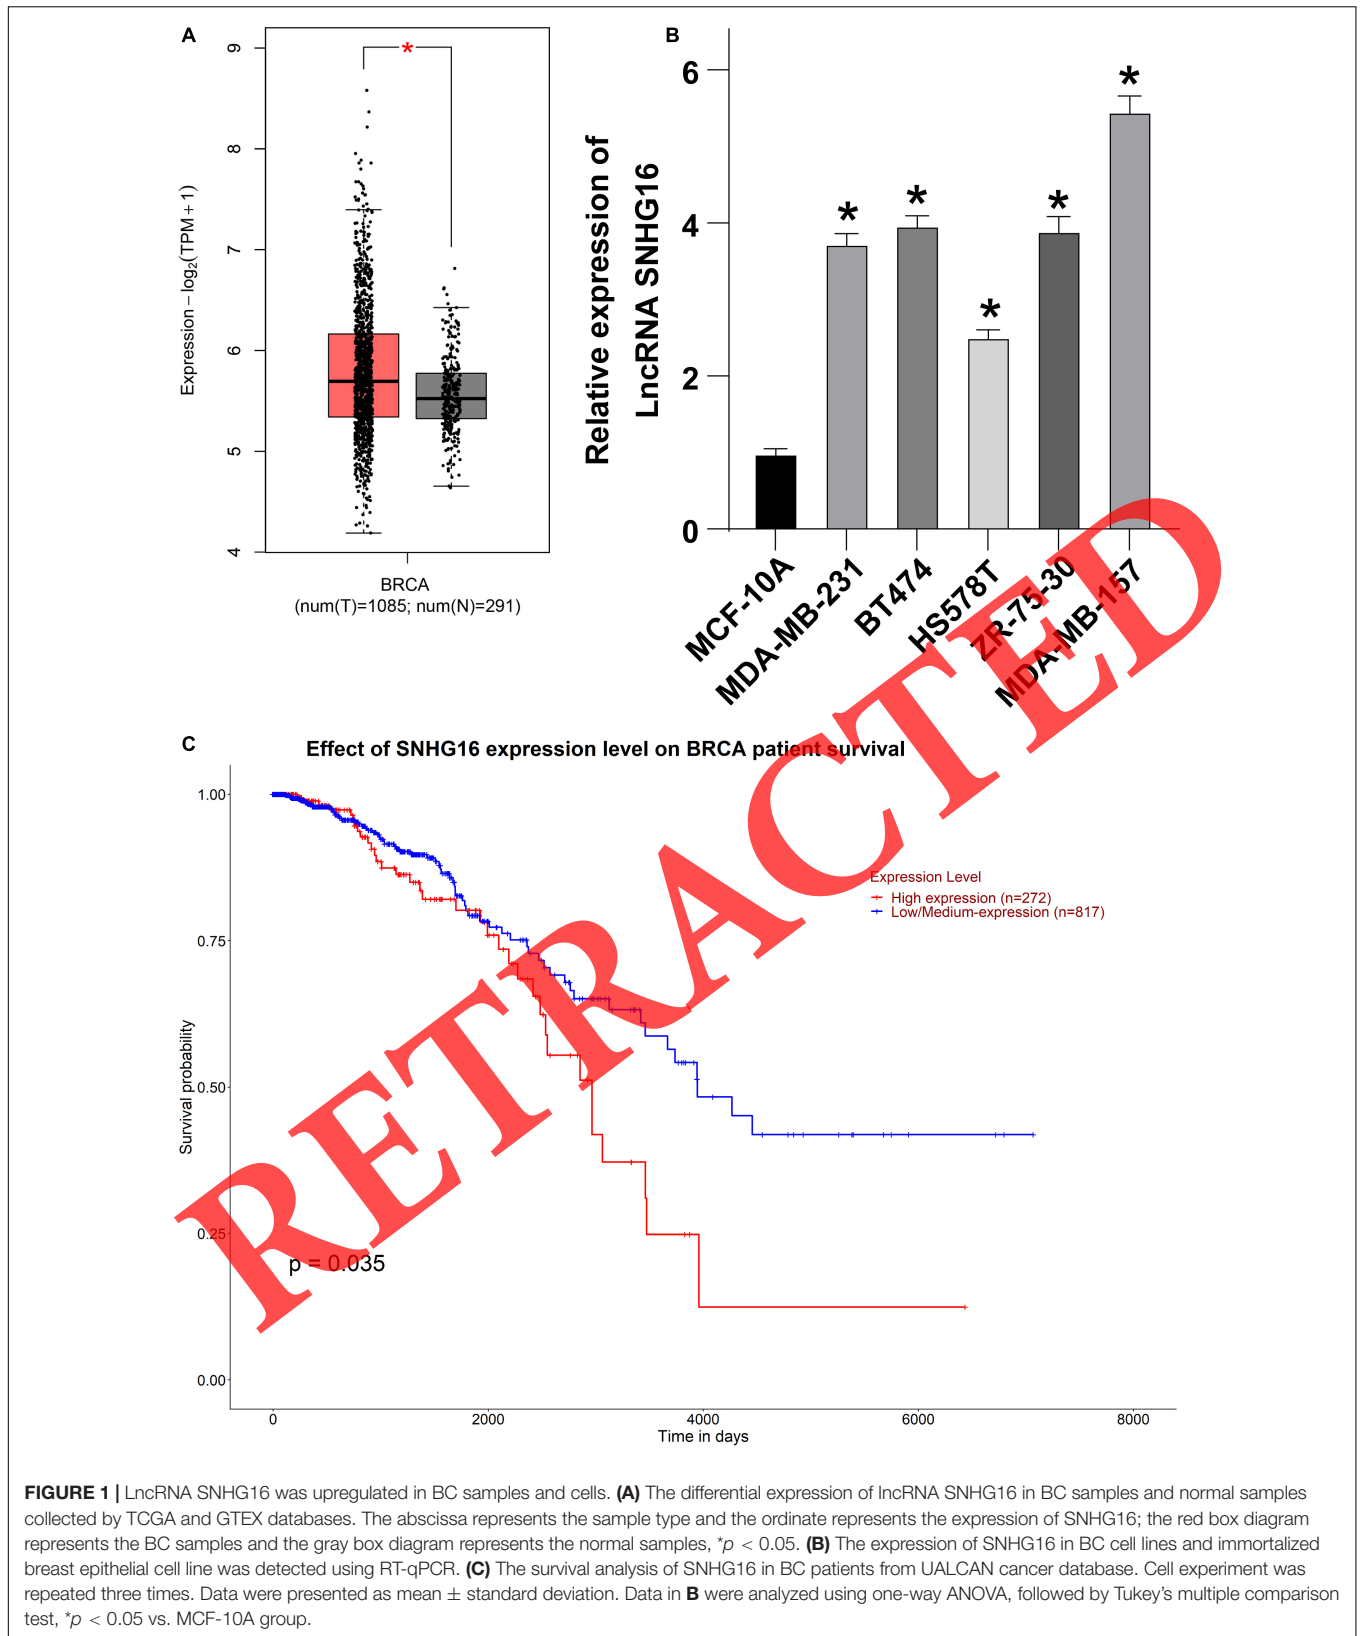 A
9
8
7
6
5
4
Expression – log₂(TPM + 1)
*
BRCA
(num(T)=1085; num(N)=291)
B
Relative expression of
LncRNA SNHG16
6
4
2
0
*
*
*
*
*
MCF-10A
MDA-MB-231
BT474
HS578T
ZR-75-30
MDA-MB-157
C
Effect of SNHG16 expression level on BRCA patient survival
1.00
0.75
0.50
0.25
0.00
Survival probability
Expression Level
High expression (n=272)
Low/Medium-expression (n=817)
p = 0.035
0
2000
4000
6000
8000
Time in days
RETRACTED
FIGURE 1 | LncRNA SNHG16 was upregulated in BC samples and cells. (A) The differential expression of lncRNA SNHG16 in BC samples and normal samples
collected by TCGA and GTEX databases. The abscissa represents the sample type and the ordinate represents the expression of SNHG16; the red box diagram
represents the BC samples and the gray box diagram represents the normal samples, *p < 0.05. (B) The expression of SNHG16 in BC cell lines and immortalized
breast epithelial cell line was detected using RT-qPCR. (C) The survival analysis of SNHG16 in BC patients from UALCAN cancer database. Cell experiment was
repeated three times. Data were presented as mean ± standard deviation. Data in B were analyzed using one-way ANOVA, followed by Tukey's multiple comparison
test, *p < 0.05 vs. MCF-10A group.